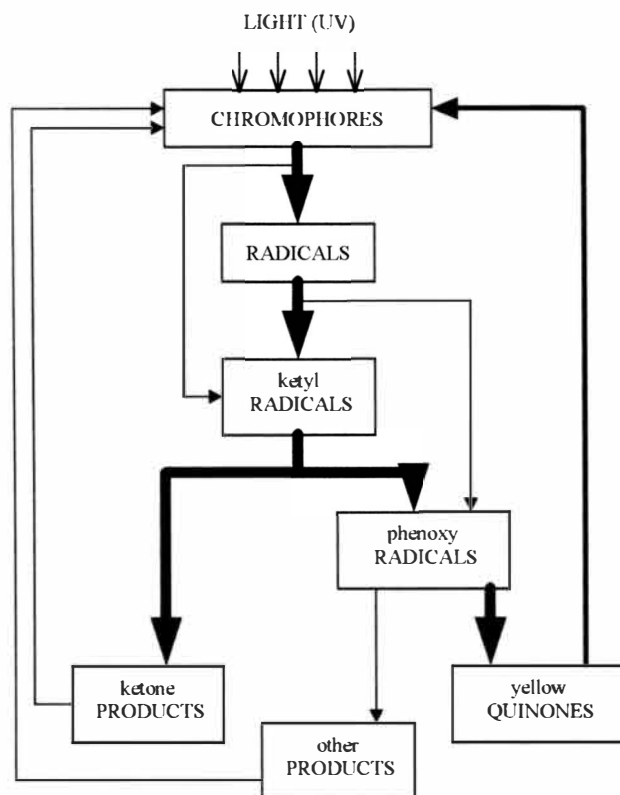 LIGHT (UV)
CHROMOPHORES
RADICALS
ketyl
RADICALS
phenoxy
RADICALS
ketone
PRODUCTS
yellow
QUINONES
other
PRODUCTS